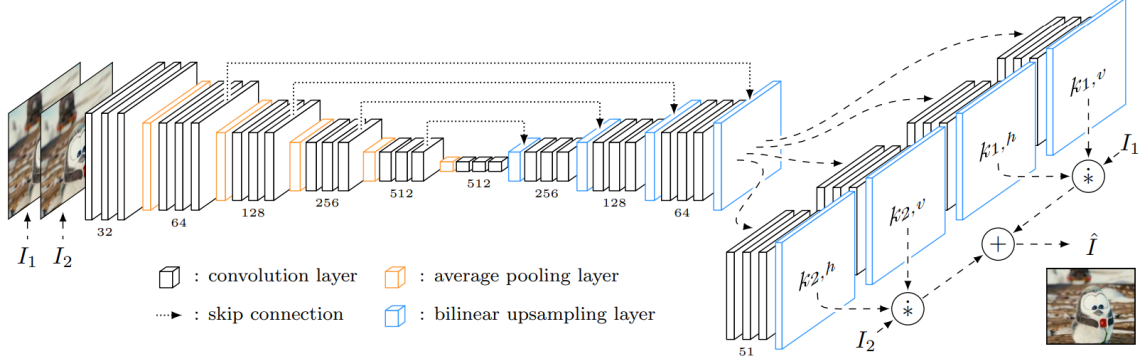 I₁ I₂
32
64
128
256
512
512
256
128
64
51
k₁,ᵥ
k₁,ₕ
k₂,ᵥ
k₂,ₕ
I₁
∗
+
Î
I₂
∗
: convolution layer
: average pooling layer
: skip connection
: bilinear upsampling layer